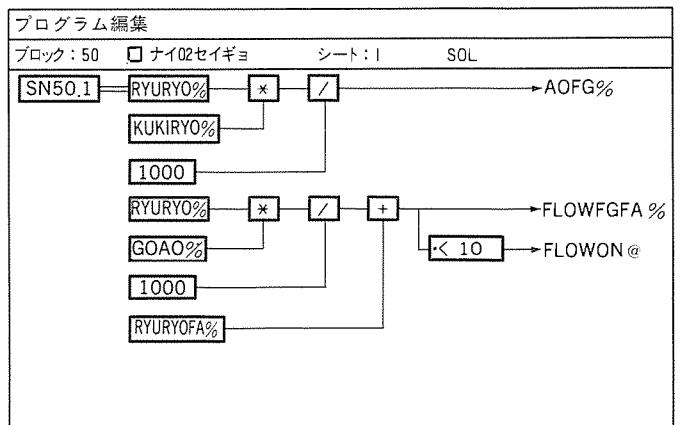 プログラム編集
ブロック：50 ロ ナイ02セイギョ シート：1 SOL
SN50.1 RYURYO% * / AOFG%
KUKIRYO%
1000
RYURYO% * / + FLOWFGFA%
GOAO% ·< 10 FLOWON@
1000
RYURYOFA%